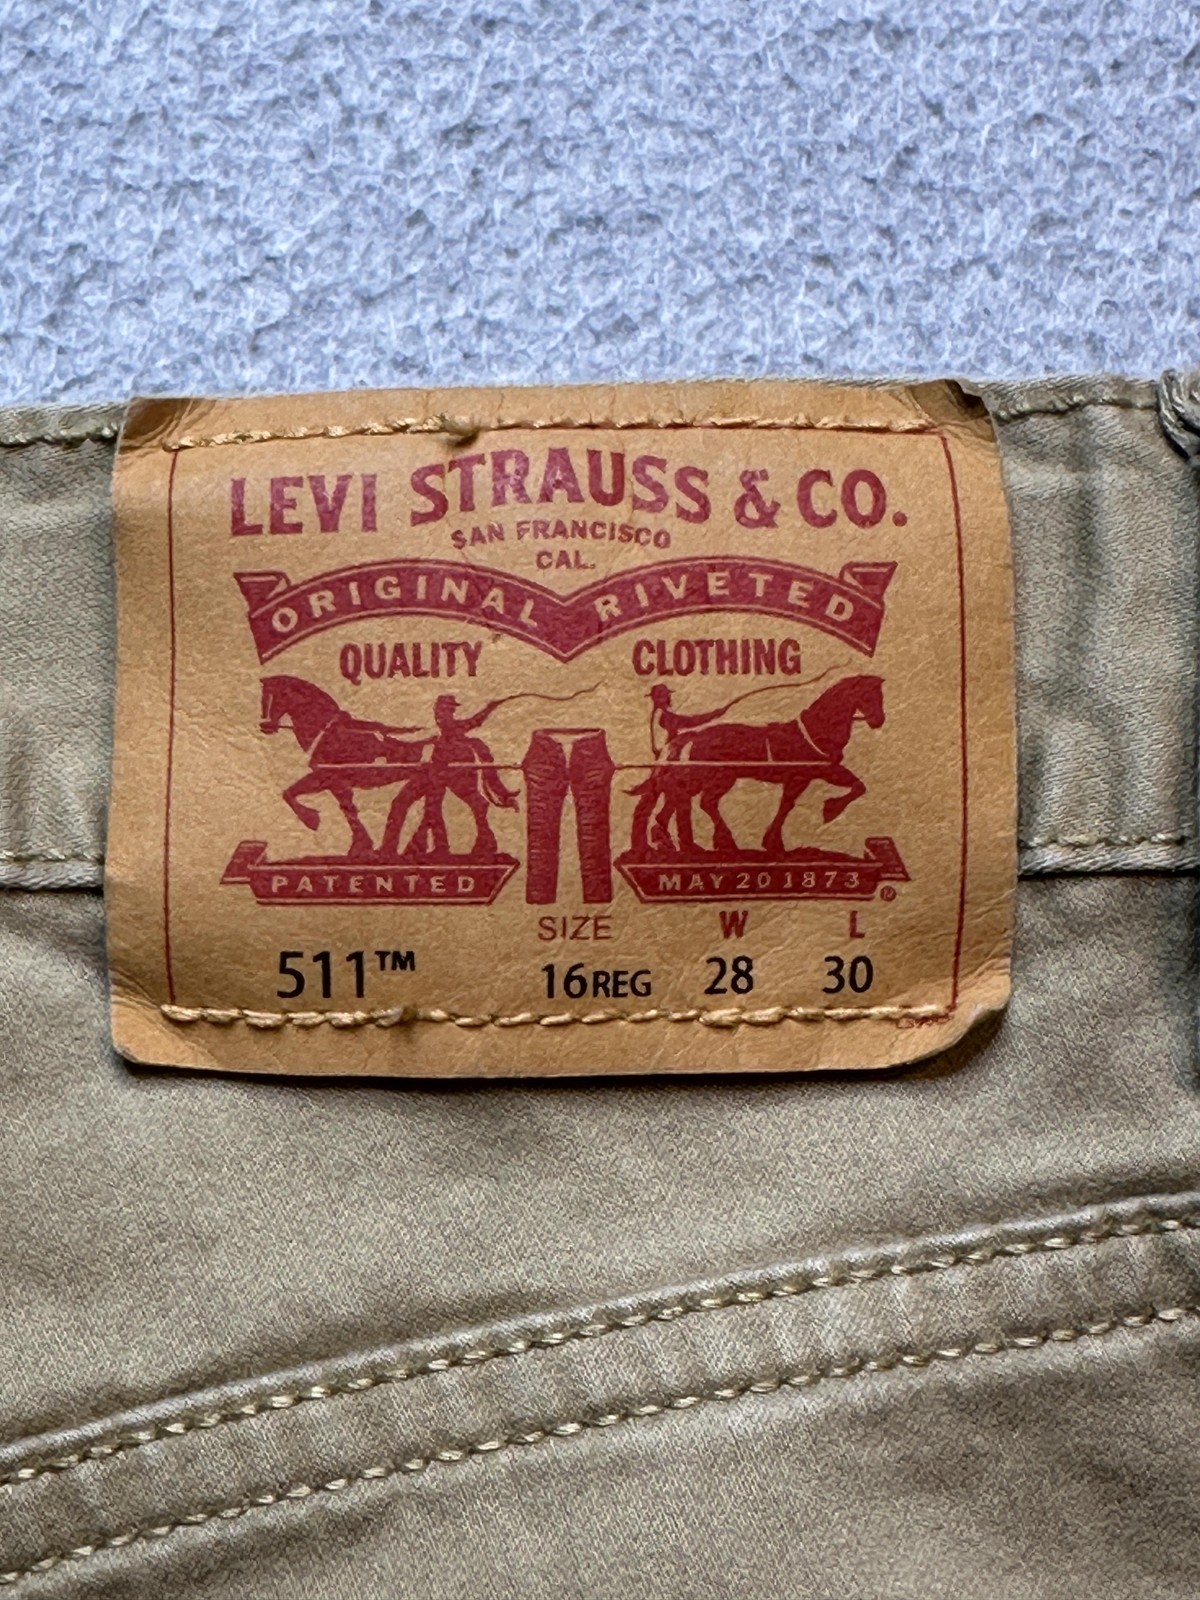 LEVI STRAUSS & CO.
SAN FRANCISCO
CAL.
ORIGINAL RIVETED
QUALITY CLOTHING
PATENTED MAY 20 1873 ®
SIZE W L
511™ 16REG 28 30